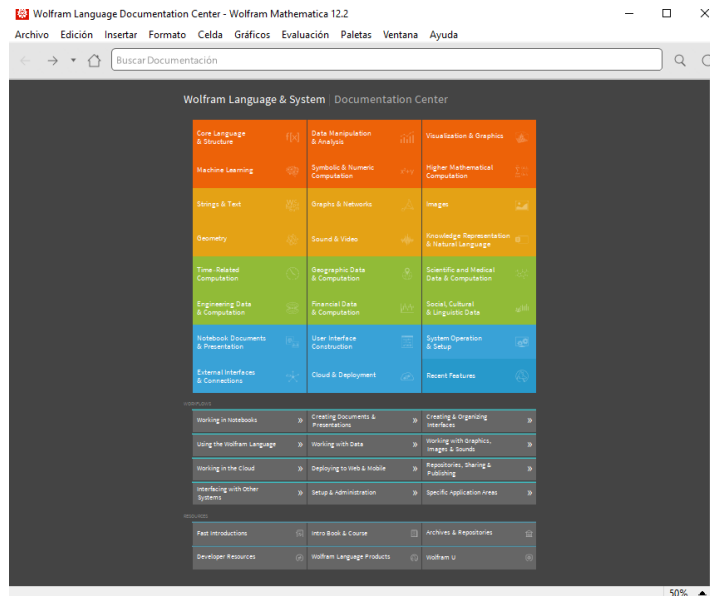 Wolfram Language Documentation Center - Wolfram Mathematica 12.2
Archivo Edición Insertar Formato Celda Gráficos Evaluación Paletas Ventana Ayuda
Buscar Documentación
Wolfram Language & System | Documentation Center
Core Language
& Structure
Data Manipulation
& Analysis
Visualization & Graphics
Machine Learning
Symbolic & Numeric
Computation
Higher Mathematical
Computation
Strings & Text
Graphs & Networks
Images
Geometry
Sound & Video
Knowledge Representation
& Natural Language
Time-Related
Computation
Geographic Data
& Computation
Scientific and Medical
Data & Computation
Engineering Data
& Computation
Financial Data
& Computation
Social, Cultural
& Linguistic Data
Notebook Documents
& Presentation
User Interface
Construction
System Operation
& Setup
External Interfaces
& Connections
Cloud & Deployment
Recent Features
WORKFLOWS
Working in Notebooks »
Creating Documents &
Presentations »
Creating & Organizing
Interfaces »
Using the Wolfram Language »
Working with Data »
Working with Graphics,
Images & Sounds »
Working in the Cloud »
Deploying to Web & Mobile »
Repositories, Sharing &
Publishing »
Interfacing with Other
Systems »
Setup & Administration »
Specific Application Areas »
RESOURCES
Fast Introductions
Intro Book & Course
Archives & Repositories
Developer Resources
Wolfram Language Products
Wolfram U
50%